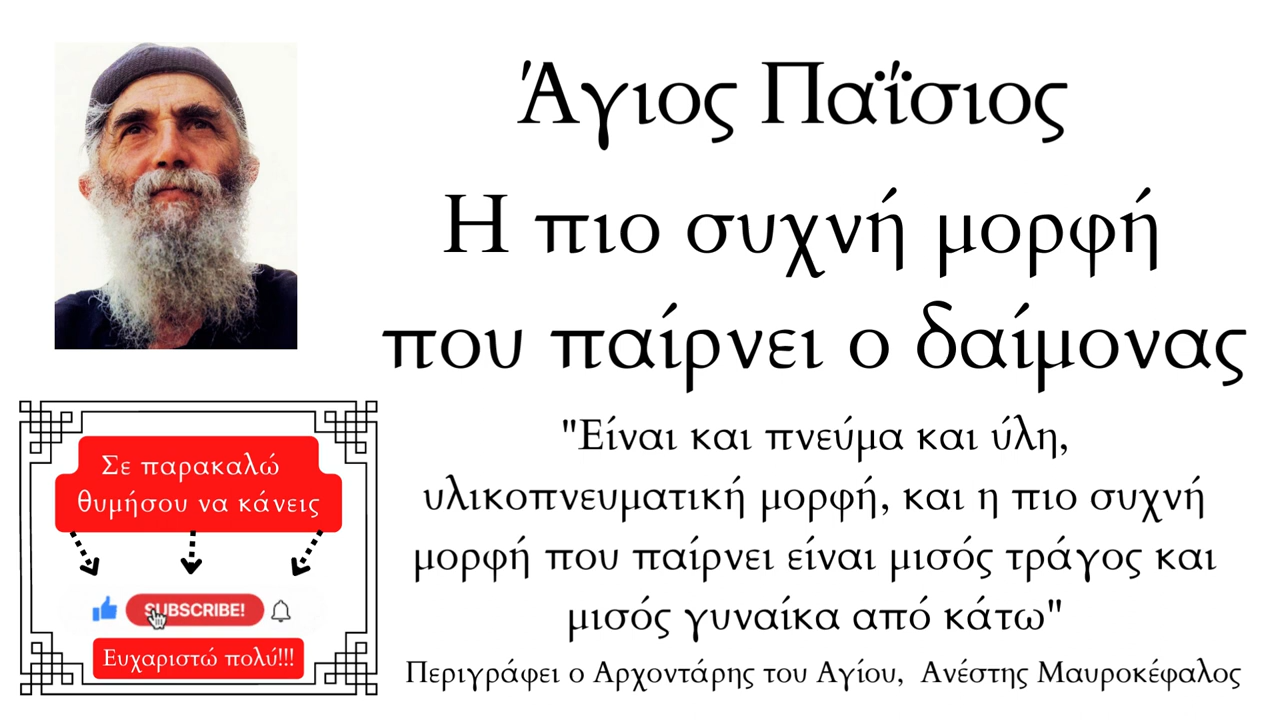 Άγιος Παΐσιος
Η πιο συχνή μορφή
που παίρνει ο δαίμονας
"Είναι και πνεύμα και ύλη,
υλικοπνευματική μορφή, και η πιο συχνή
μορφή που παίρνει είναι μισός τράγος και
μισός γυναίκα από κάτω"
Περιγράφει ο Αρχοντάρης του Αγίου, Ανέστης Μαυροκέφαλος
Σε παρακαλώ
θυμήσου να κάνεις
SUBSCRIBE!
Ευχαριστώ πολύ!!!